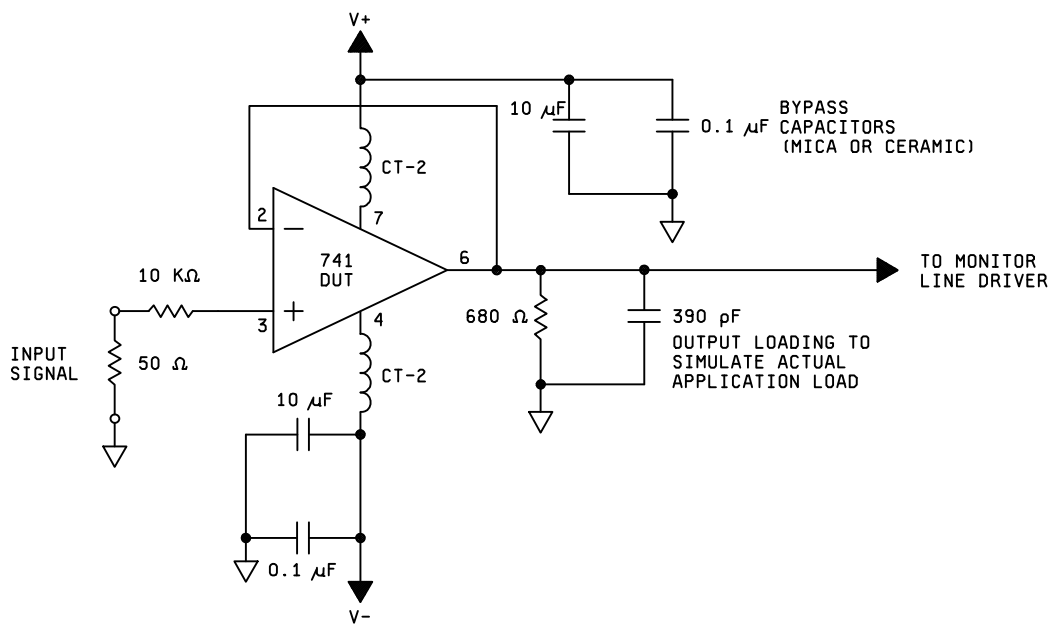 V+
10 µF
0.1 µF
BYPASS
CAPACITORS
(MICA OR CERAMIC)
CT-2
2
7
−
741
DUT
6
TO MONITOR
LINE DRIVER
10 KΩ
+
3
4
680 Ω
390 pF
OUTPUT LOADING TO
SIMULATE ACTUAL
APPLICATION LOAD
INPUT
SIGNAL
50 Ω
CT-2
10 µF
0.1 µF
V-